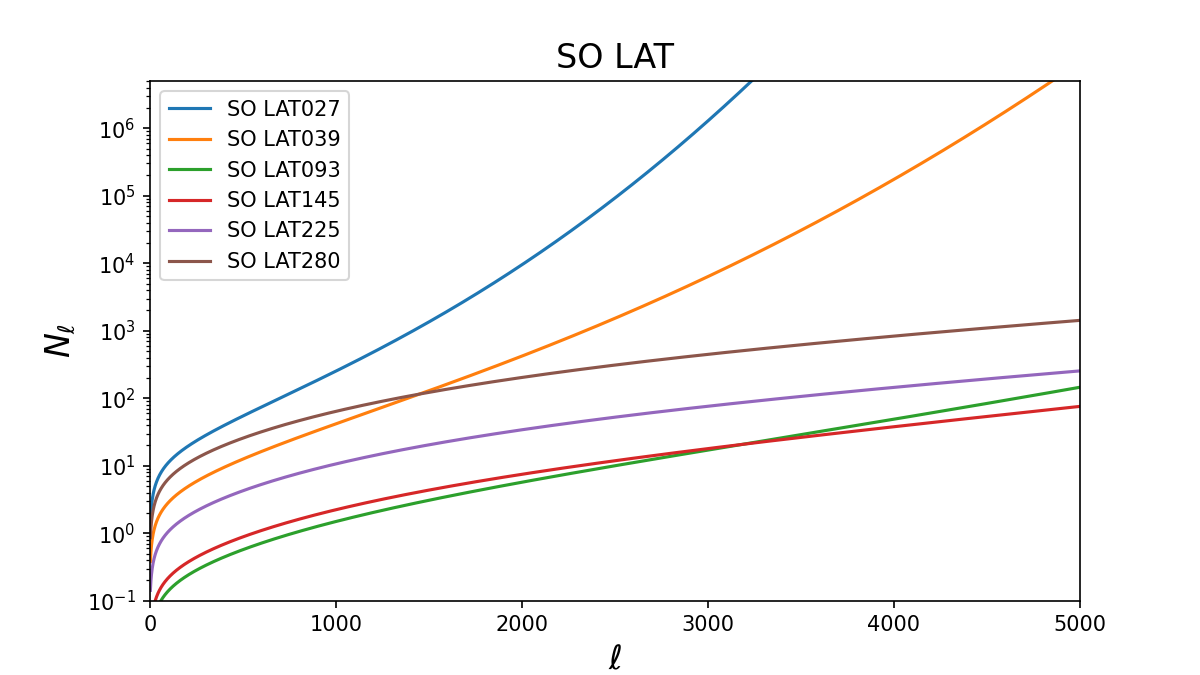 SO LAT
SO LAT027
SO LAT039
SO LAT093
SO LAT145
SO LAT225
SO LAT280
10⁶
10⁵
10⁴
10³
10²
10¹
10⁰
10⁻¹
N_ℓ
0 1000 2000 3000 4000 5000
ℓ